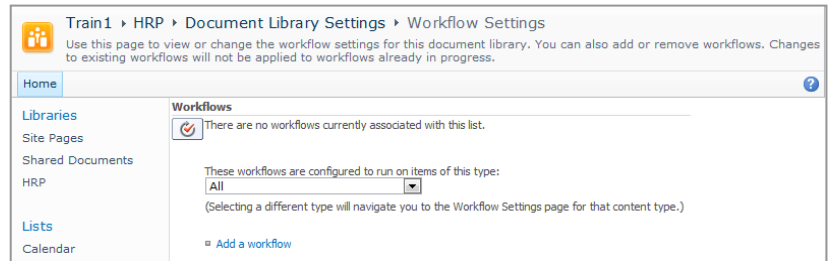 Train1 ▸ HRP ▸ Document Library Settings ▸ Workflow Settings
Use this page to view or change the workflow settings for this document library. You can also add or remove workflows. Changes
to existing workflows will not be applied to workflows already in progress.
Home
Libraries
Site Pages
Shared Documents
HRP
Lists
Calendar
Workflows
There are no workflows currently associated with this list.
These workflows are configured to run on items of this type:
All
(Selecting a different type will navigate you to the Workflow Settings page for that content type.)
Add a workflow